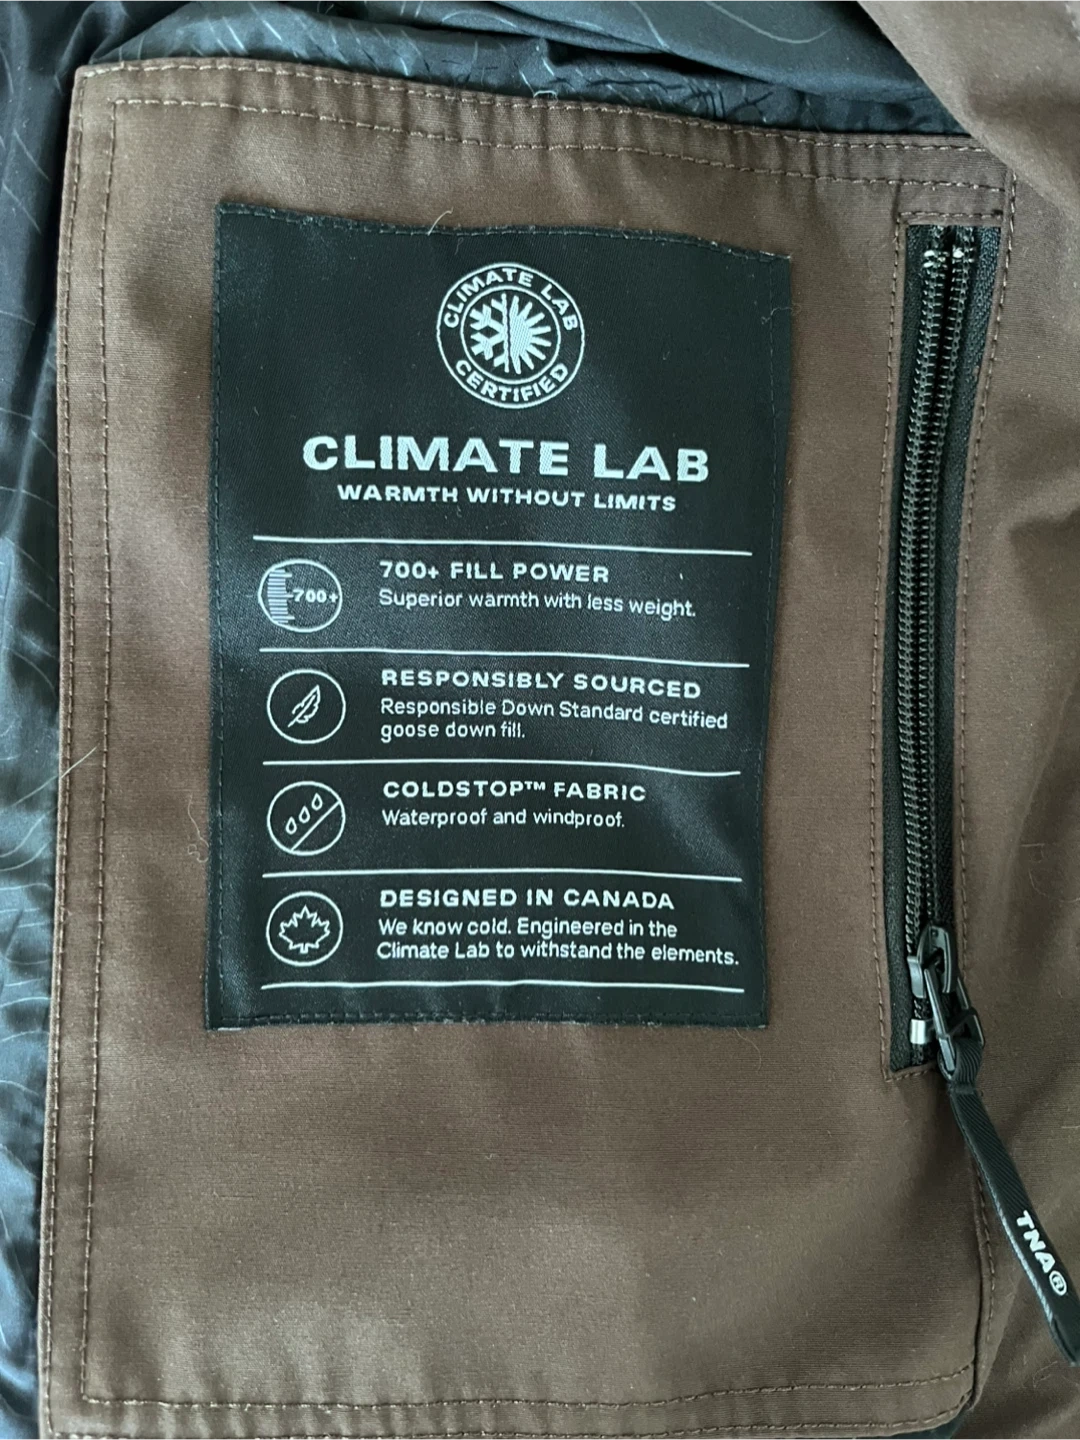 CLIMATE LAB
CERTIFIED
CLIMATE LAB
WARMTH WITHOUT LIMITS
700+
700+ FILL POWER
Superior warmth with less weight.
RESPONSIBLY SOURCED
Responsible Down Standard certified
goose down fill.
COLDSTOP™ FABRIC
Waterproof and windproof.
DESIGNED IN CANADA
We know cold. Engineered in the
Climate Lab to withstand the elements.
TNA®